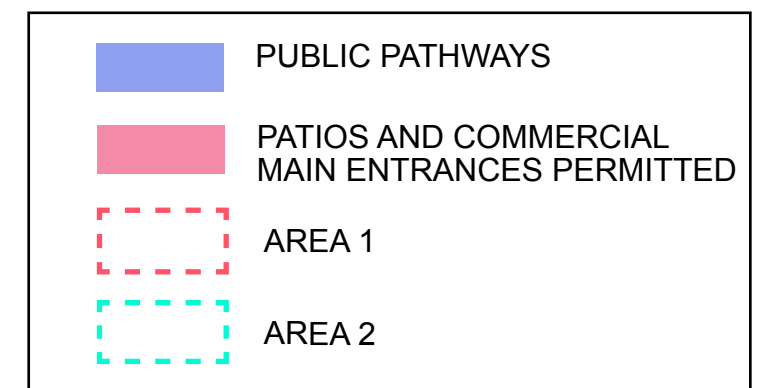 PUBLIC PATHWAYS
PATIOS AND COMMERCIAL
MAIN ENTRANCES PERMITTED
AREA 1
AREA 2